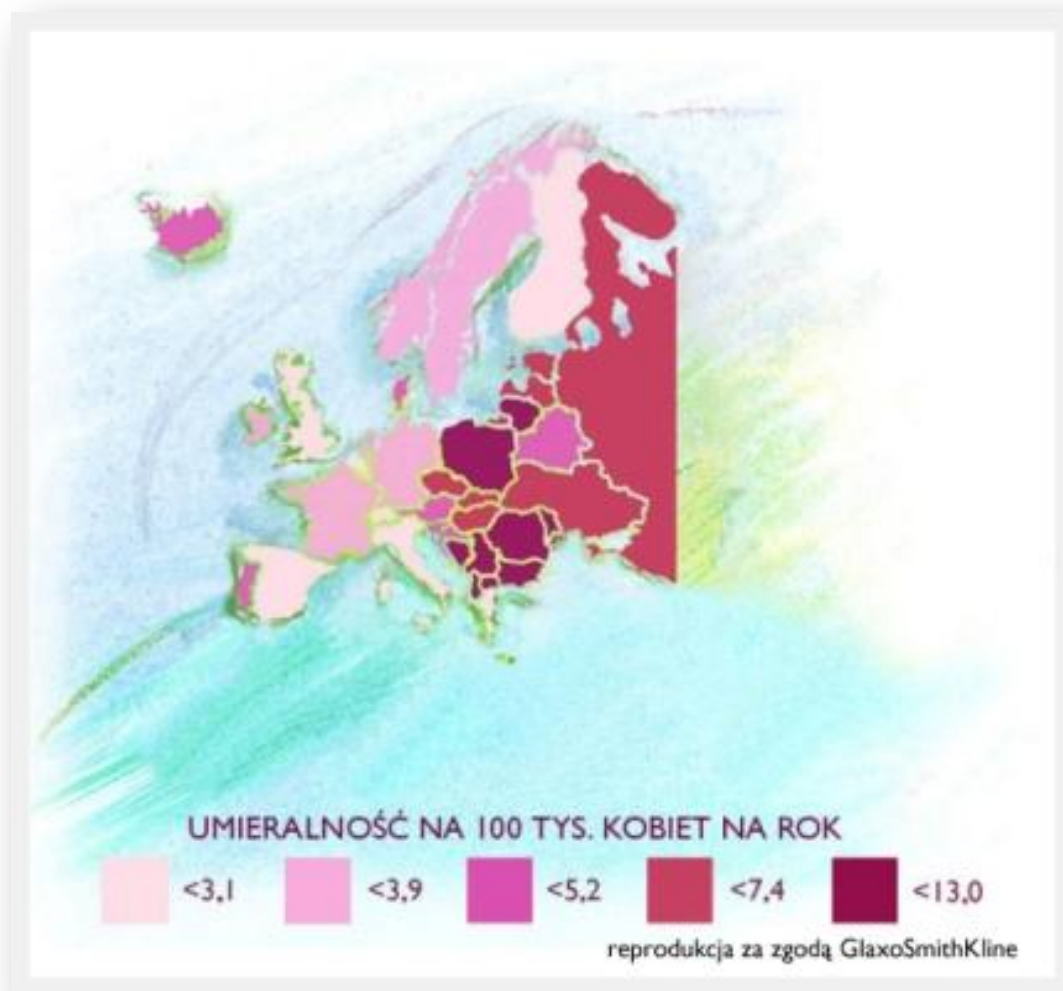 UMIERALNOŚĆ NA 100 TYS. KOBIET NA ROK
<3,1 <3,9 <5,2 <7,4 <13,0
reprodukcja za zgodą GlaxoSmithKline